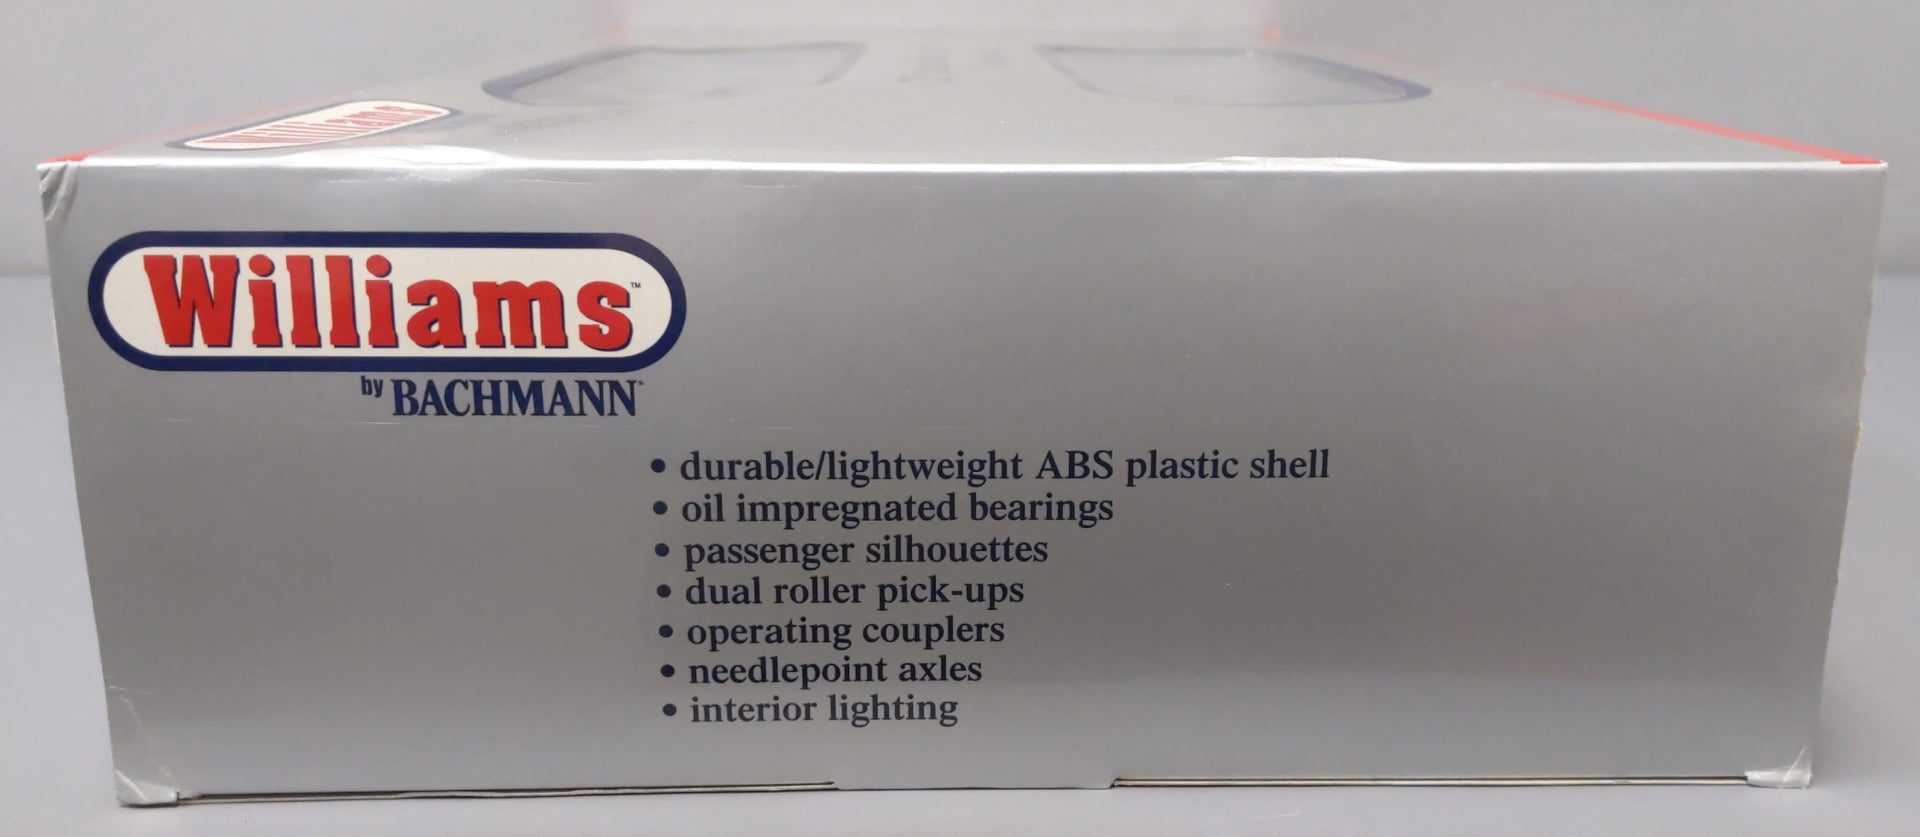 Williams
Williams™
by BACHMANN
• durable/lightweight ABS plastic shell
• oil impregnated bearings
• passenger silhouettes
• dual roller pick-ups
• operating couplers
• needlepoint axles
• interior lighting